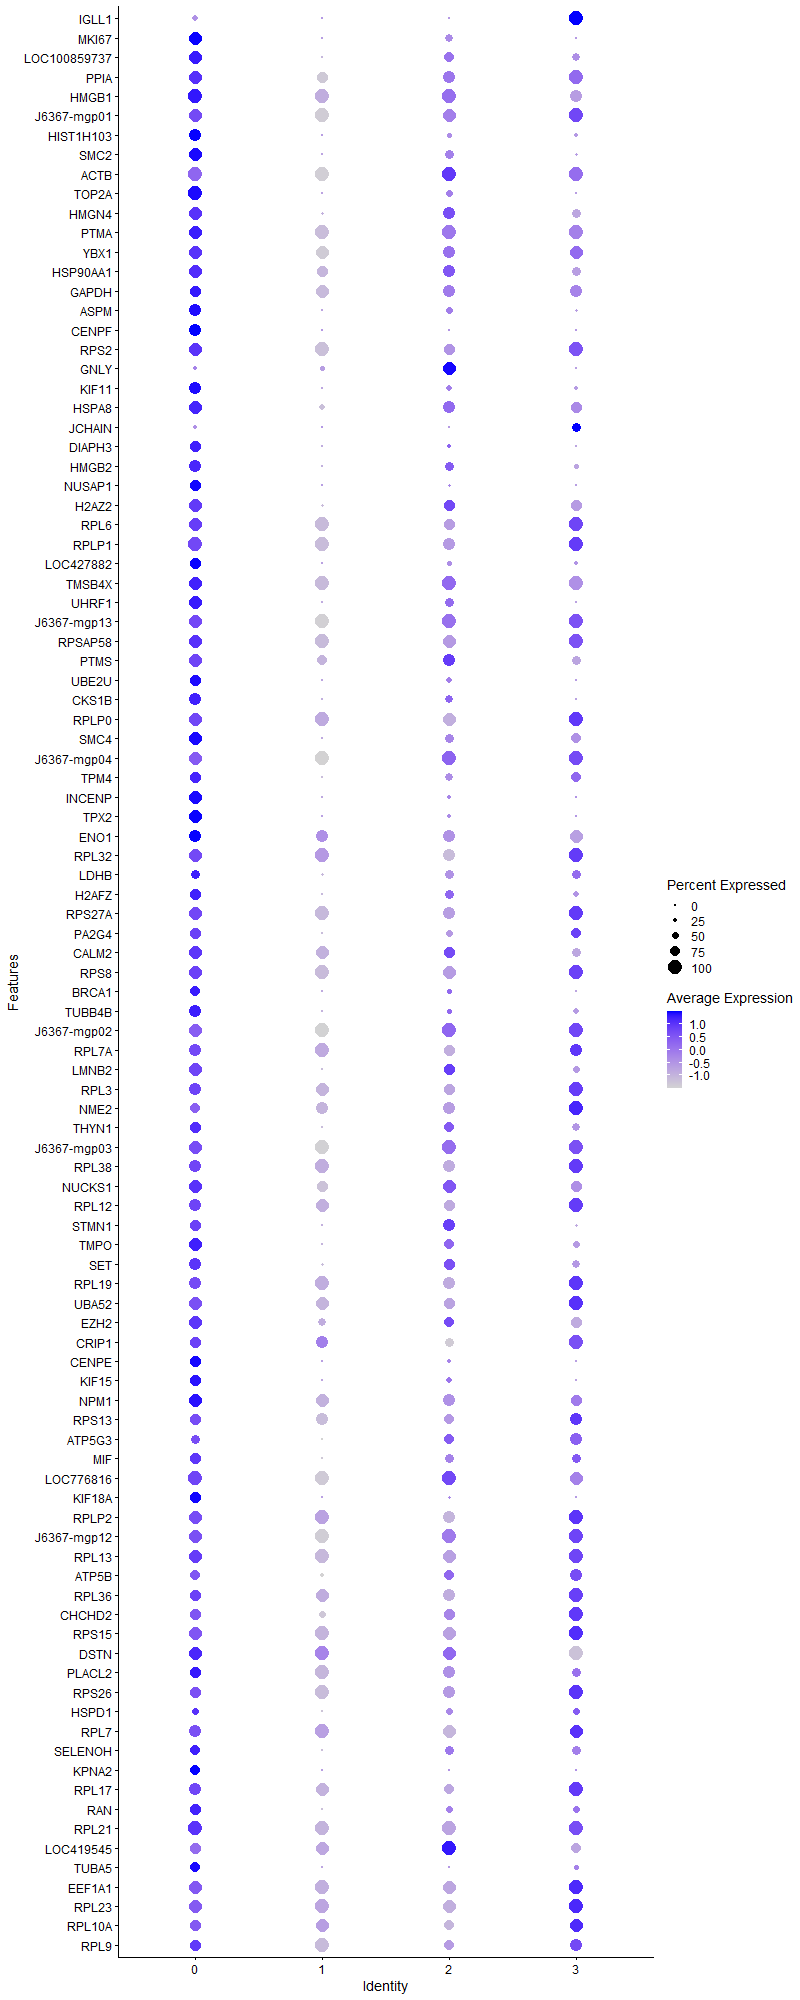 IGLL1
MKI67
LOC100859737
PPIA
HMGB1
J6367-mgp01
HIST1H103
SMC2
ACTB
TOP2A
HMGN4
PTMA
YBX1
HSP90AA1
GAPDH
ASPM
CENPF
RPS2
GNLY
KIF11
HSPA8
JCHAIN
DIAPH3
HMGB2
NUSAP1
H2AZ2
RPL6
RPLP1
LOC427882
TMSB4X
UHRF1
J6367-mgp13
RPSAP58
PTMS
UBE2U
CKS1B
RPLP0
SMC4
J6367-mgp04
TPM4
INCENP
TPX2
ENO1
RPL32
LDHB
H2AFZ
RPS27A
PA2G4
CALM2
RPS8
BRCA1
TUBB4B
J6367-mgp02
RPL7A
LMNB2
RPL3
NME2
THYN1
J6367-mgp03
RPL38
NUCKS1
RPL12
STMN1
TMPO
SET
RPL19
UBA52
EZH2
CRIP1
CENPE
KIF15
NPM1
RPS13
ATP5G3
MIF
LOC776816
KIF18A
RPLP2
J6367-mgp12
RPL13
ATP5B
RPL36
CHCHD2
RPS15
DSTN
PLACL2
RPS26
HSPD1
RPL7
SELENOH
KPNA2
RPL17
RAN
RPL21
LOC419545
TUBA5
EEF1A1
RPL23
RPL10A
RPL9
Features
0 1 2 3
Identity
Percent Expressed
0
25
50
75
100
Average Expression
1.0
0.5
0.0
-0.5
-1.0